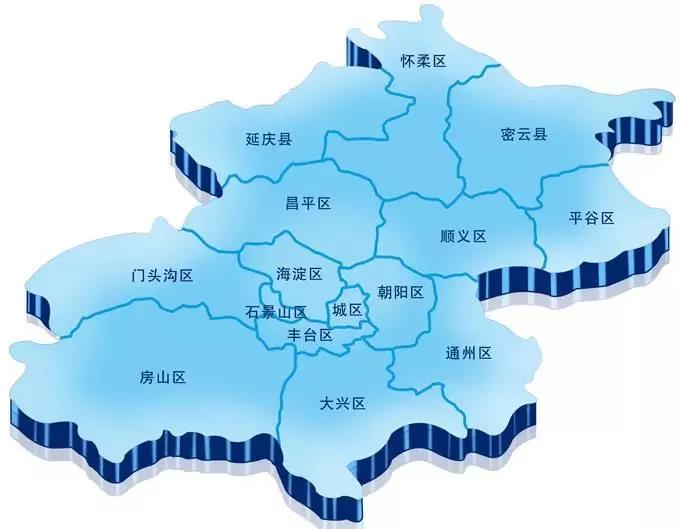 怀柔区
延庆县
密云县
昌平区
平谷区
顺义区
门头沟区
海淀区
朝阳区
石景山区
城区
丰台区
通州区
房山区
大兴区